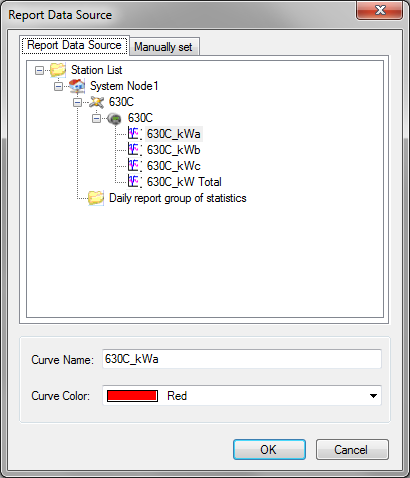 Report Data Source
Report Data Source Manually set
Station List
System Node1
630C
630C
630C_kWa
630C_kWb
630C_kWc
630C_kW Total
Daily report group of statistics
Curve Name: 630C_kWa
Curve Color: Red
OK Cancel